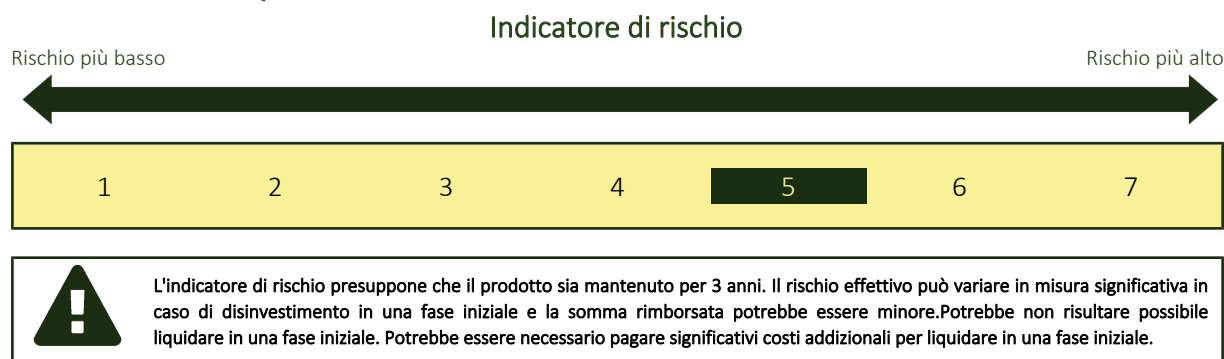 Indicatore di rischio
Rischio più basso
Rischio più alto
1 2 3 4 5 6 7
L'indicatore di rischio presuppone che il prodotto sia mantenuto per 3 anni. Il rischio effettivo può variare in misura significativa in
caso di disinvestimento in una fase iniziale e la somma rimborsata potrebbe essere minore.Potrebbe non risultare possibile
liquidare in una fase iniziale. Potrebbe essere necessario pagare significativi costi addizionali per liquidare in una fase iniziale.